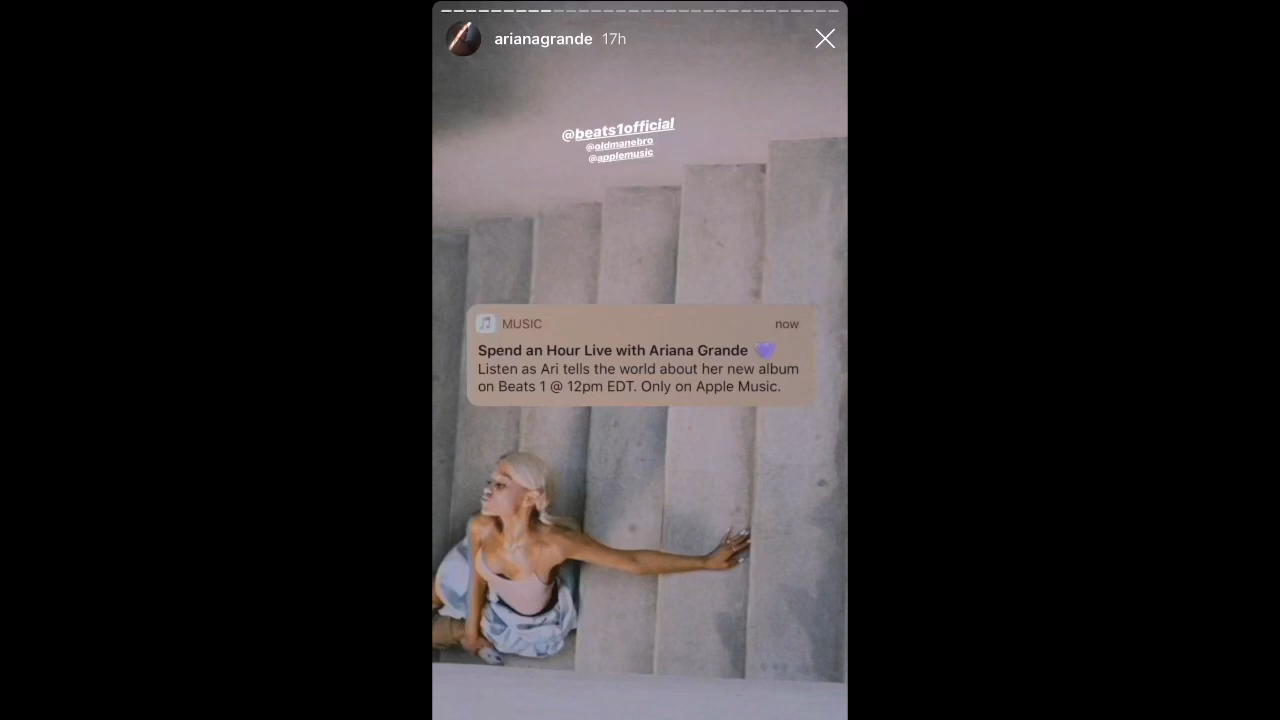 arianagrande 17h
@beats1official
@oldmanebro
@applemusic
MUSIC now
Spend an Hour Live with Ariana Grande 💜
Listen as Ari tells the world about her new album
on Beats 1 @ 12pm EDT. Only on Apple Music.